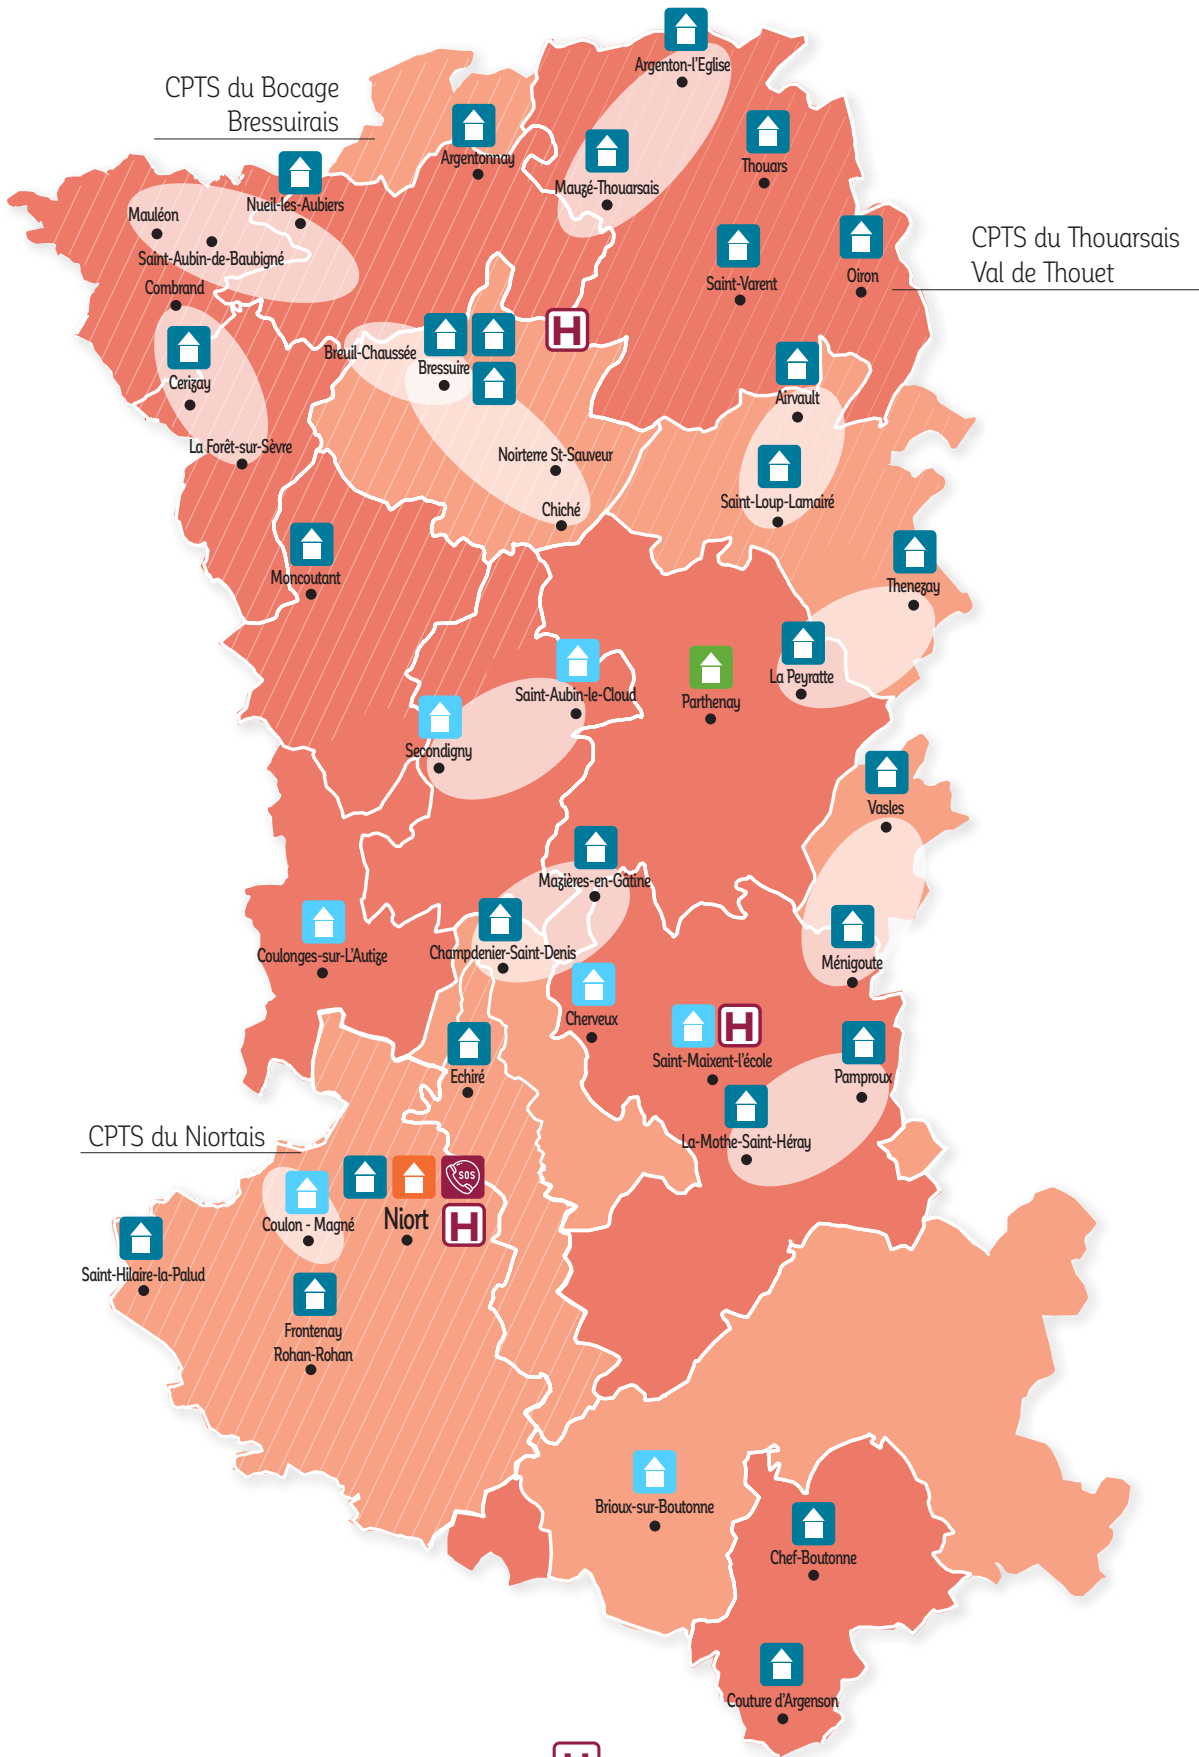 Argenton-l'Eglise
CPTS du Bocage
Bressuirais
Argentonnay
Thouars
Mauzé-Thouarsais
Nueil-les-Aubiers
Mauléon
Saint-Aubin-de-Baubigné
CPTS du Thouarsais
Val de Thouet
Oiron
Saint-Varent
Combrand
H
Breuil-Chaussée
Bressuire
Cerizay
Airvault
La Forêt-sur-Sèvre
Noirterre St-Sauveur
Saint-Loup-Lamairé
Chiché
Moncoutant
Thenezay
La Peyratte
Saint-Aubin-le-Cloud
Parthenay
Secondigny
Vasles
Mazières-en-Gâtine
Champdenier-Saint-Denis
Coulonges-sur-L'Autize
Ménigoute
Cherveux
H
Saint-Maixent-l'école
Echiré
Pamproux
CPTS du Niortais
La-Mothe-Saint-Héray
SOS
Coulon - Magné
Niort
H
Saint-Hilaire-la-Palud
Frontenay
Rohan-Rohan
Brioux-sur-Boutonne
Chef-Boutonne
Couture d'Argenson